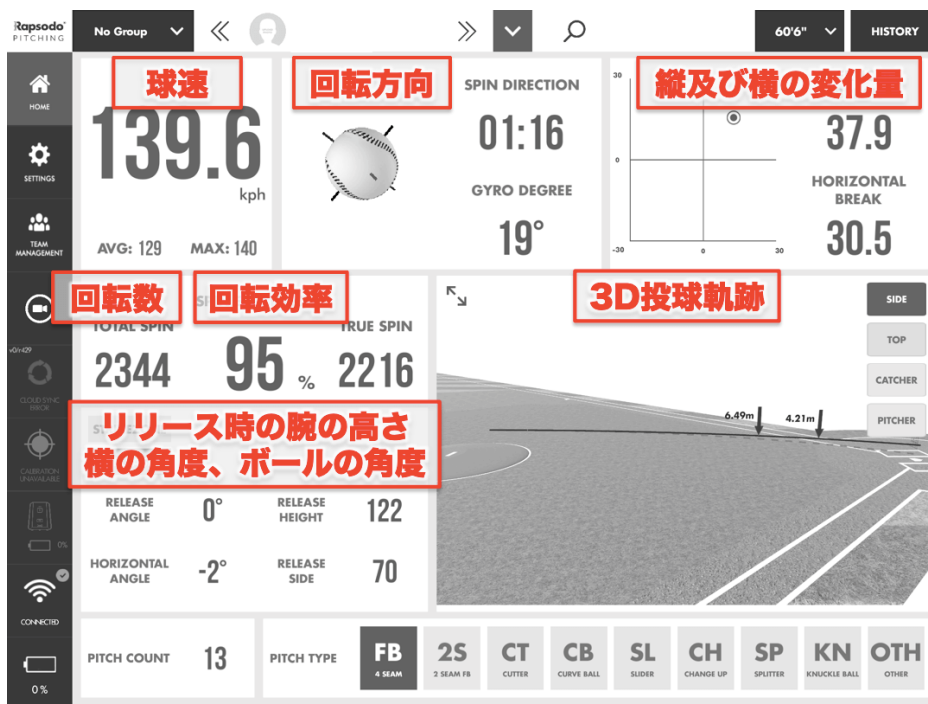 Rapsodo
PITCHING
No Group
60'6"
HISTORY
HOME
SETTINGS
TEAM
MANAGEMENT
v0/r429
CLOUD SYNC
ERROR
CALIBRATION
UNAVAILABLE
0%
CONNECTED
0%
球速
139.6
kph
AVG: 129
MAX: 140
回転方向
SPIN DIRECTION
01:16
GYRO DEGREE
19°
縦及び横の変化量
30
0
-30
0
30
37.9
HORIZONTAL
BREAK
30.5
回転数
回転効率
TOTAL SPIN
2344
95 %
TRUE SPIN
2216
リリース時の腕の高さ
横の角度、ボールの角度
RELEASE
ANGLE
0°
RELEASE
HEIGHT
122
HORIZONTAL
ANGLE
-2°
RELEASE
SIDE
70
3D投球軌跡
SIDE
TOP
CATCHER
PITCHER
6.49m
4.21m
PITCH COUNT
13
PITCH TYPE
FB
4 SEAM
2S
2 SEAM FB
CT
CUTTER
CB
CURVE BALL
SL
SLIDER
CH
CHANGE UP
SP
SPLITTER
KN
KNUCKLE BALL
OTH
OTHER